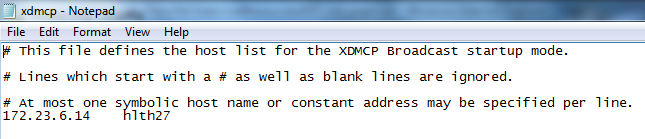 xdmcp - Notepad
File Edit Format View Help
# This file defines the host list for the XDMCP Broadcast startup mode.
# Lines which start with a # as well as blank lines are ignored.
# At most one symbolic host name or constant address may be specified per line.
172.23.6.14    hlth27